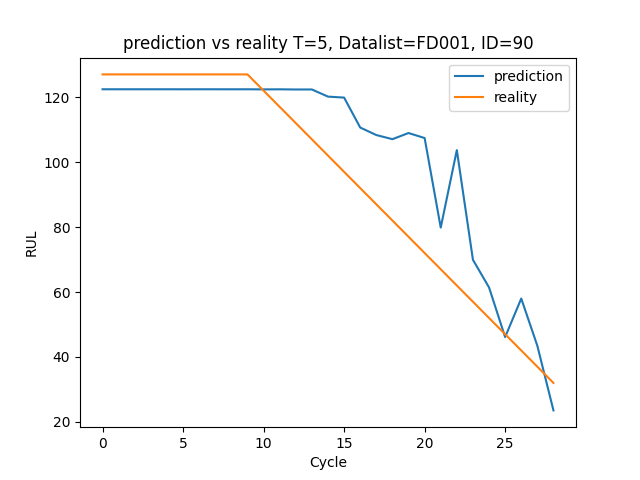 prediction vs reality T=5, Datalist=FD001, ID=90
prediction
reality
120
100
80
60
40
20
RUL
0 5 10 15 20 25
Cycle